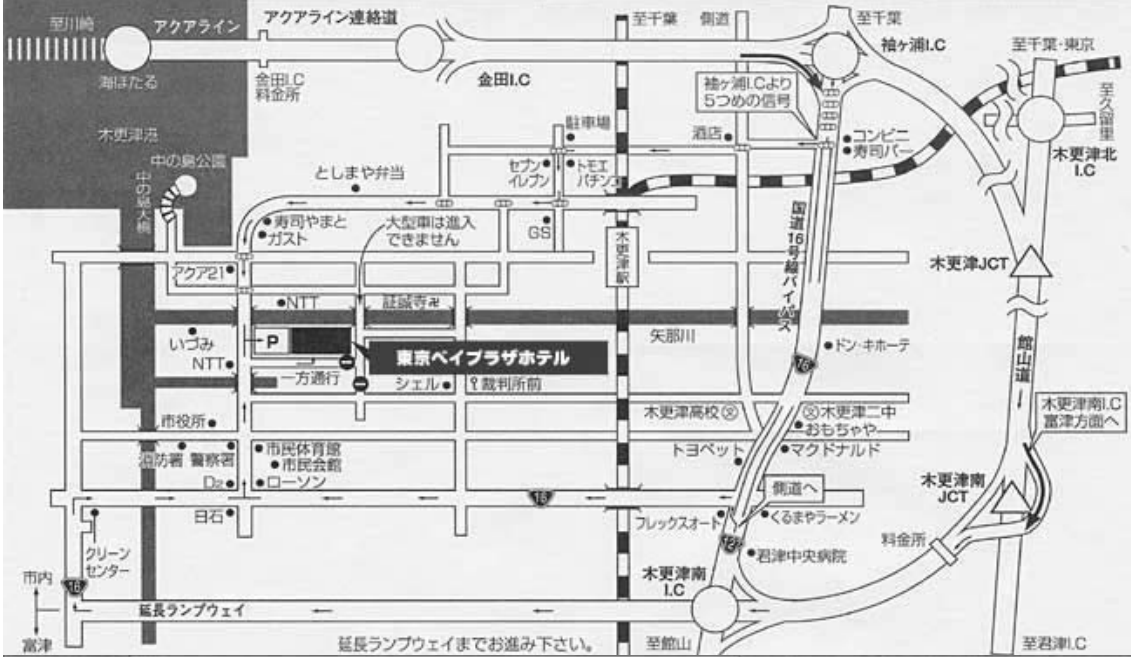 至川崎
アクアライン
アクアライン連絡道
至千葉
側道
至千葉
袖ヶ浦I.C
至千葉・東京
海ほたる
金田I.C
料金所
金田I.C
袖ヶ浦I.Cより
5つめの信号
至久留里
木更津港
駐車場
酒店
コンビニ
寿司バー
木更津北
I.C
中の島公園
中の島大橋
セブン
イレブン
トモエ
パチンコ
としまや弁当
寿司やまと
ガスト
大型車は進入
できません
GS
木更津駅
国道16号線バイパス
木更津JCT
アクア21
NTT
証誠寺卍
矢那川
いづみ
P
東京ベイプラザホテル
ドン・キホーテ
16
館山道
NTT
一方通行
シェル
裁判所前
木更津高校
文
文
木更津二中
おもちゃや
木更津南I.C
富津方面へ
市役所
トヨペット
マクドナルド
消防署
警察署
市民体育館
市民会館
D2
ローソン
16
側道へ
木更津南
JCT
日石
フレックスオート
くるまやラーメン
料金所
クリーン
センター
君津中央病院
市内
16
木更津南
I.C
延長ランプウェイ
富津
延長ランプウェイまでお進み下さい。
至館山
至君津I.C